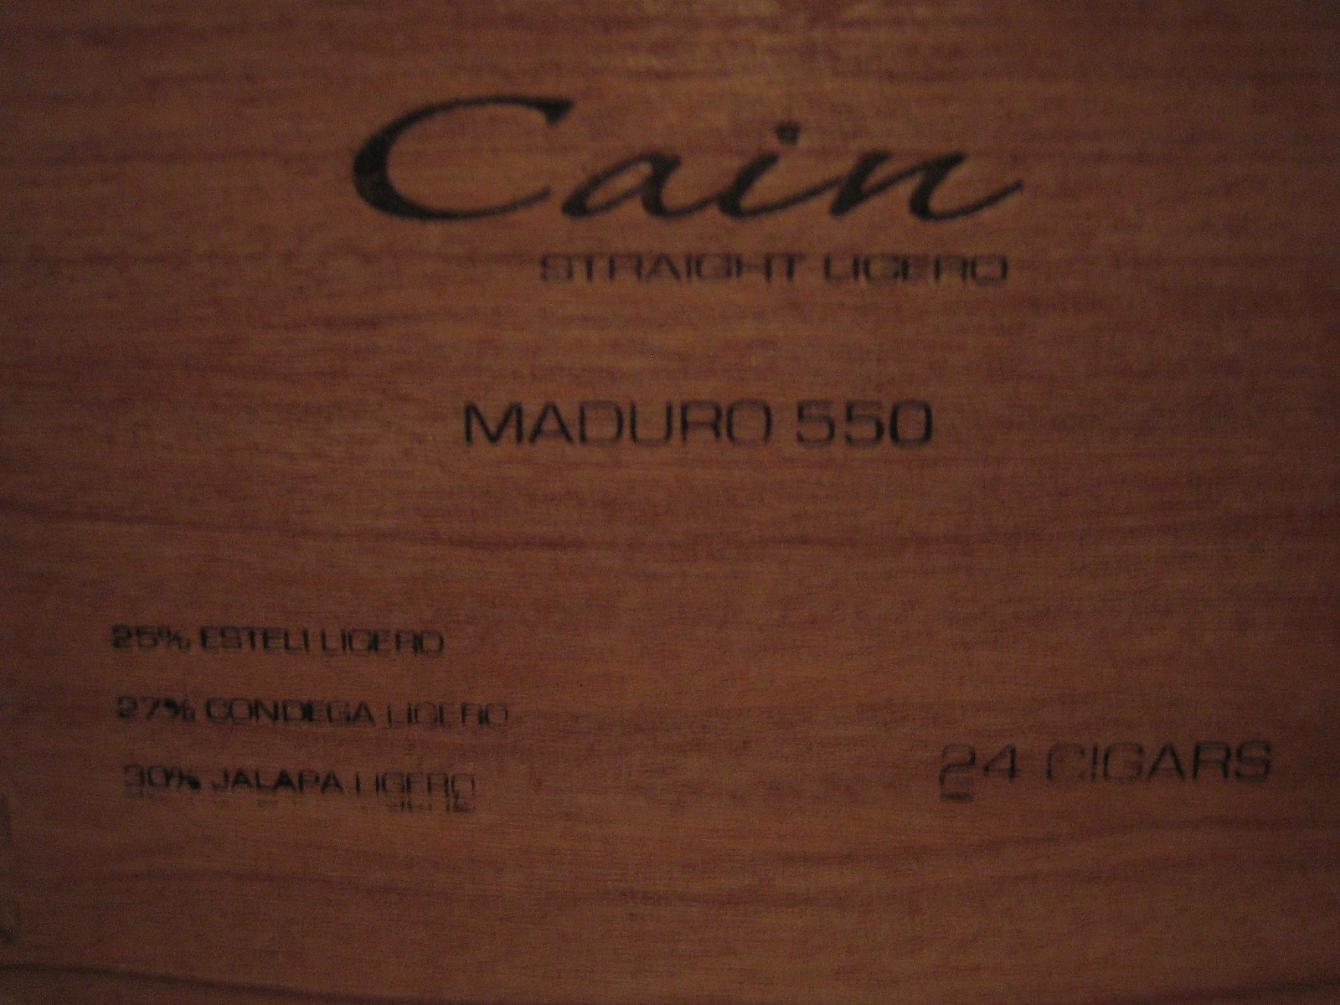 Cain
STRAIGHT LIGERO
MADURO 550
25% ESTELI LIGERO
27% CONDEGA LIGERO
30% JALAPA LIGERO
24 CIGARS